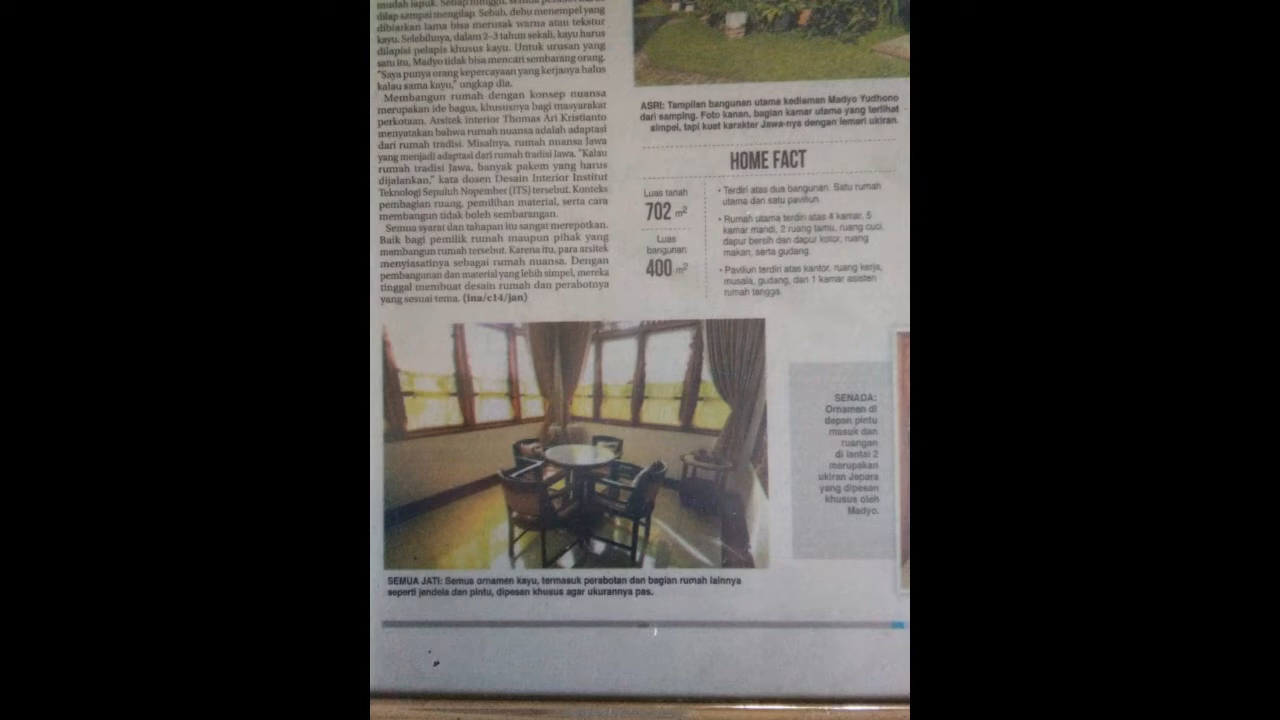 mudah lapuk. Setiap minggu, semua
dilap sampai mengilap. Sebab, debu menempel yang
dibiarkan lama bisa merusak warna atau tekstur
kayu. Selebihnya, dalam 2–3 tahun sekali, kayu harus
dilapisi pelapis khusus kayu. Untuk urusan yang
satu itu, Madyo tidak bisa mencari sembarang orang.
"Saya punya orang kepercayaan yang kerjanya halus
kalau sama kayu," ungkap dia.
Membangun rumah dengan konsep nuansa
merupakan ide bagus, khususnya bagi masyarakat
perkotaan. Arsitek interior Thomas Ari Kristianto
menyatakan bahwa rumah nuansa adalah adaptasi
dari rumah tradisi. Misalnya, rumah nuansa Jawa
yang menjadi adaptasi dari rumah tradisi Jawa. "Kalau
rumah tradisi Jawa, banyak pakem yang harus
dijalankan," kata dosen Desain Interior Institut
Teknologi Sepuluh Nopember (ITS) tersebut. Konteks
pembagian ruang, pemilihan material, serta cara
membangun tidak boleh sembarangan.
Semua syarat dan tahapan itu sangat merepotkan.
Baik bagi pemilik rumah maupun pihak yang
membangun rumah tersebut. Karena itu, para arsitek
menyiasatinya sebagai rumah nuansa. Dengan
pembangunan dan material yang lebih simpel, mereka
tinggal membuat desain rumah dan perabotnya
yang sesuai tema. (ina/c14/jan)
ASRI: Tampilan bangunan utama kediaman Madyo Yudhono
dari samping. Foto kanan, bagian kamar utama yang terlihat
simpel, tapi kuat karakter Jawa-nya dengan lemari ukiran.
HOME FACT
Luas tanah
702 m²
Luas
bangunan
400 m²
• Terdiri atas dua bangunan. Satu rumah
utama dan satu paviliun.
• Rumah utama terdiri atas 4 kamar, 5
kamar mandi, 2 ruang tamu, ruang cuci,
dapur bersih dan dapur kotor, ruang
makan, serta gudang.
• Paviliun terdiri atas kantor, ruang kerja,
musala, gudang, dan 1 kamar asisten
rumah tangga.
SENADA:
Ornamen di
depan pintu
masuk dan
ruangan
di lantai 2
merupakan
ukiran Jepara
yang dipesan
khusus oleh
Madyo.
SEMUA JATI: Semua ornamen kayu, termasuk perabotan dan bagian rumah lainnya
seperti jendela dan pintu, dipesan khusus agar ukurannya pas.